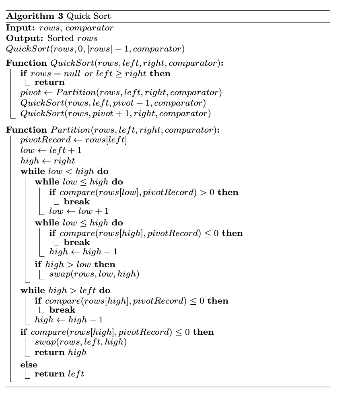 Algorithm 3 Quick Sort
Input: rows, comparator
Output: Sorted rows
QuickSort(rows, 0, |rows| − 1, comparator)
Function QuickSort(rows, left, right, comparator):
if rows = null or left ≥ right then
return
pivot ← Partition(rows, left, right, comparator)
QuickSort(rows, left, pivot − 1, comparator)
QuickSort(rows, pivot + 1, right, comparator)
Function Partition(rows, left, right, comparator):
pivotRecord ← rows[left]
low ← left + 1
high ← right
while low < high do
while low ≤ high do
if compare(rows[low], pivotRecord) > 0 then
break
low ← low + 1
while low ≤ high do
if compare(rows[high], pivotRecord) ≤ 0 then
break
high ← high − 1
if high > low then
swap(rows, low, high)
while high > left do
if compare(rows[high], pivotRecord) ≤ 0 then
break
high ← high − 1
if compare(rows[high], pivotRecord) ≤ 0 then
swap(rows, left, high)
return high
else
return left